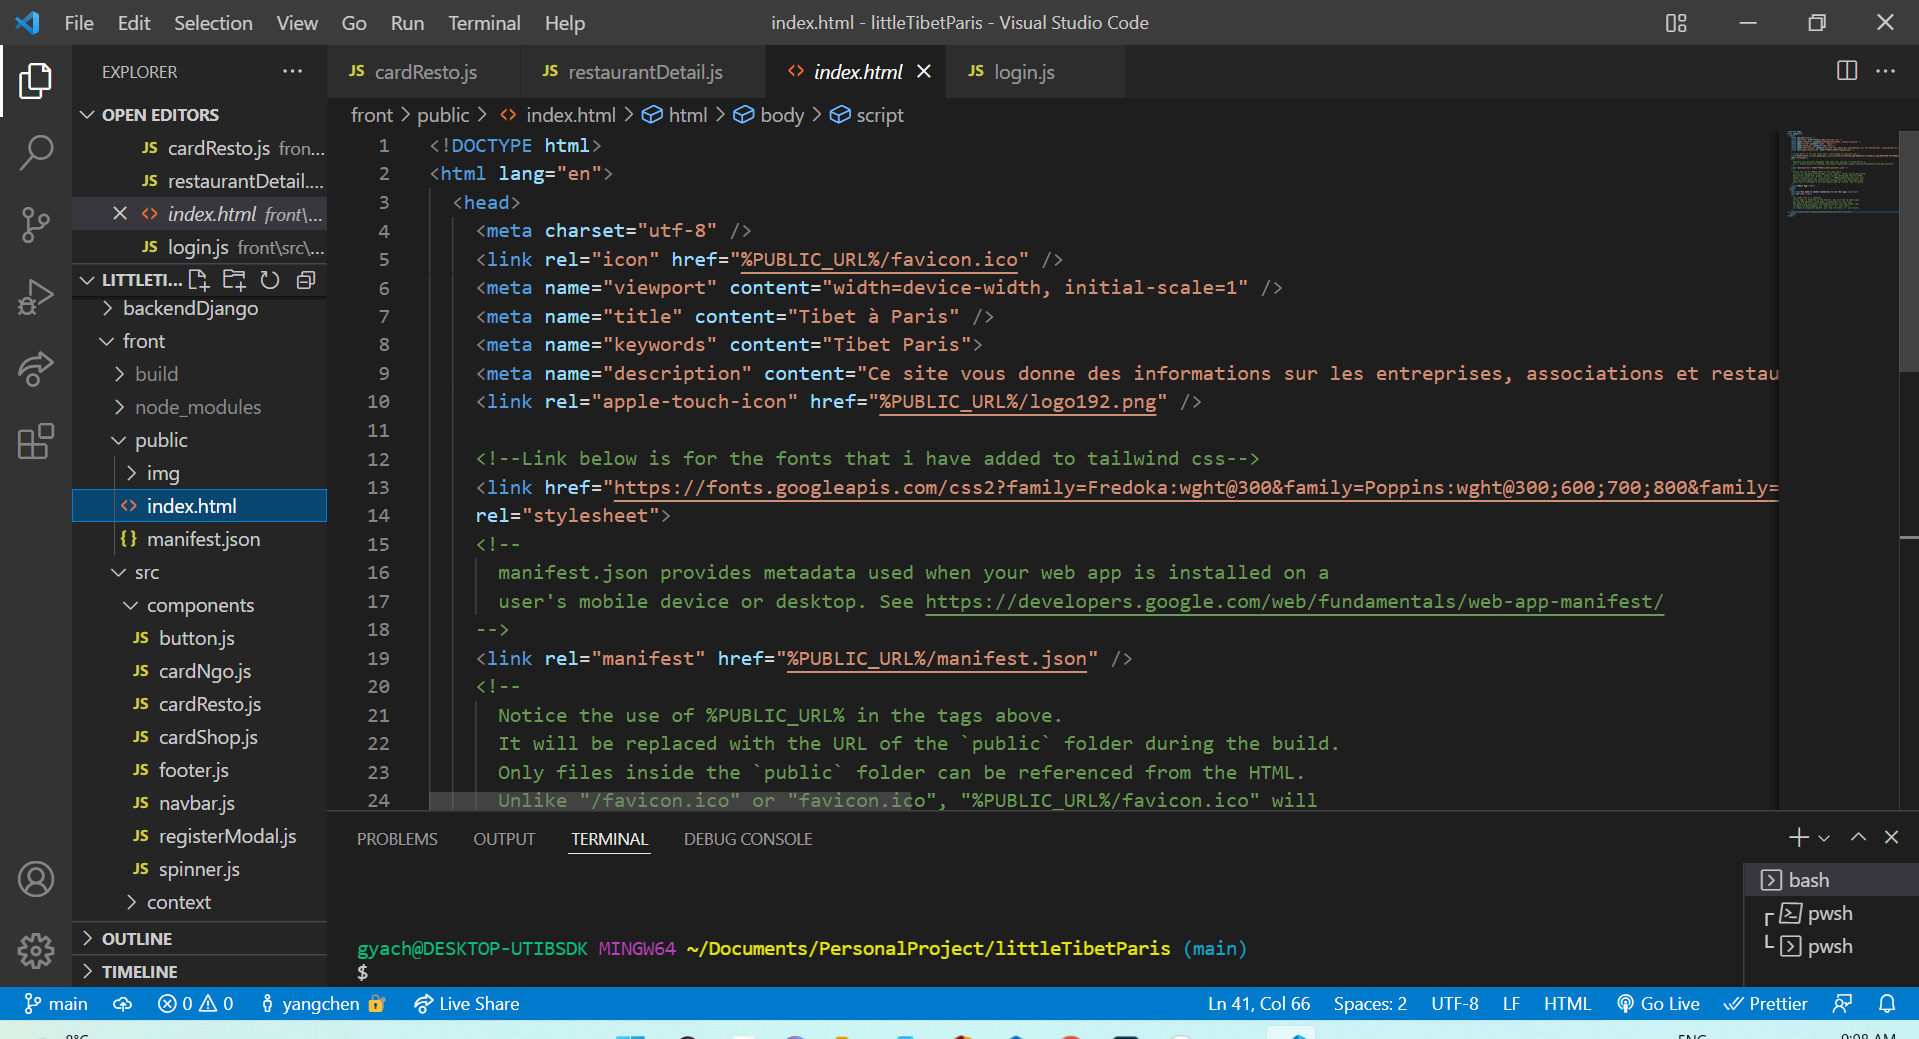 File Edit Selection View Go Run Terminal Help
index.html - littleTibetParis - Visual Studio Code
EXPLORER
OPEN EDITORS
JS cardResto.js fron...
JS restaurantDetail....
index.html front\...
JS login.js front\src\...
LITTLETI...
backendDjango
front
build
node_modules
public
img
index.html
{} manifest.json
src
components
JS button.js
JS cardNgo.js
JS cardResto.js
JS cardShop.js
JS footer.js
JS navbar.js
JS registerModal.js
JS spinner.js
context
OUTLINE
TIMELINE
JS cardResto.js JS restaurantDetail.js <> index.html JS login.js
front > public > <> index.html > html > body > script
1 <!DOCTYPE html>
2 <html lang="en">
3 <head>
4 <meta charset="utf-8" />
5 <link rel="icon" href="%PUBLIC_URL%/favicon.ico" />
6 <meta name="viewport" content="width=device-width, initial-scale=1" />
7 <meta name="title" content="Tibet à Paris" />
8 <meta name="keywords" content="Tibet Paris">
9 <meta name="description" content="Ce site vous donne des informations sur les entreprises, associations et restau
10 <link rel="apple-touch-icon" href="%PUBLIC_URL%/logo192.png" />
11
12 <!--Link below is for the fonts that i have added to tailwind css-->
13 <link href="https://fonts.googleapis.com/css2?family=Fredoka:wght@300&family=Poppins:wght@300;600;700;800&family=
14 rel="stylesheet">
15 <!--
16 manifest.json provides metadata used when your web app is installed on a
17 user's mobile device or desktop. See https://developers.google.com/web/fundamentals/web-app-manifest/
18 -->
19 <link rel="manifest" href="%PUBLIC_URL%/manifest.json" />
20 <!--
21 Notice the use of %PUBLIC_URL% in the tags above.
22 It will be replaced with the URL of the `public` folder during the build.
23 Only files inside the `public` folder can be referenced from the HTML.
24 Unlike "/favicon.ico" or "favicon.ico", "%PUBLIC_URL%/favicon.ico" will
PROBLEMS OUTPUT TERMINAL DEBUG CONSOLE
gyach@DESKTOP-UTIBSDK MINGW64 ~/Documents/PersonalProject/littleTibetParis (main)
$
bash
pwsh
pwsh
main 0 0 yangchen Live Share Ln 41, Col 66 Spaces: 2 UTF-8 LF HTML Go Live Prettier